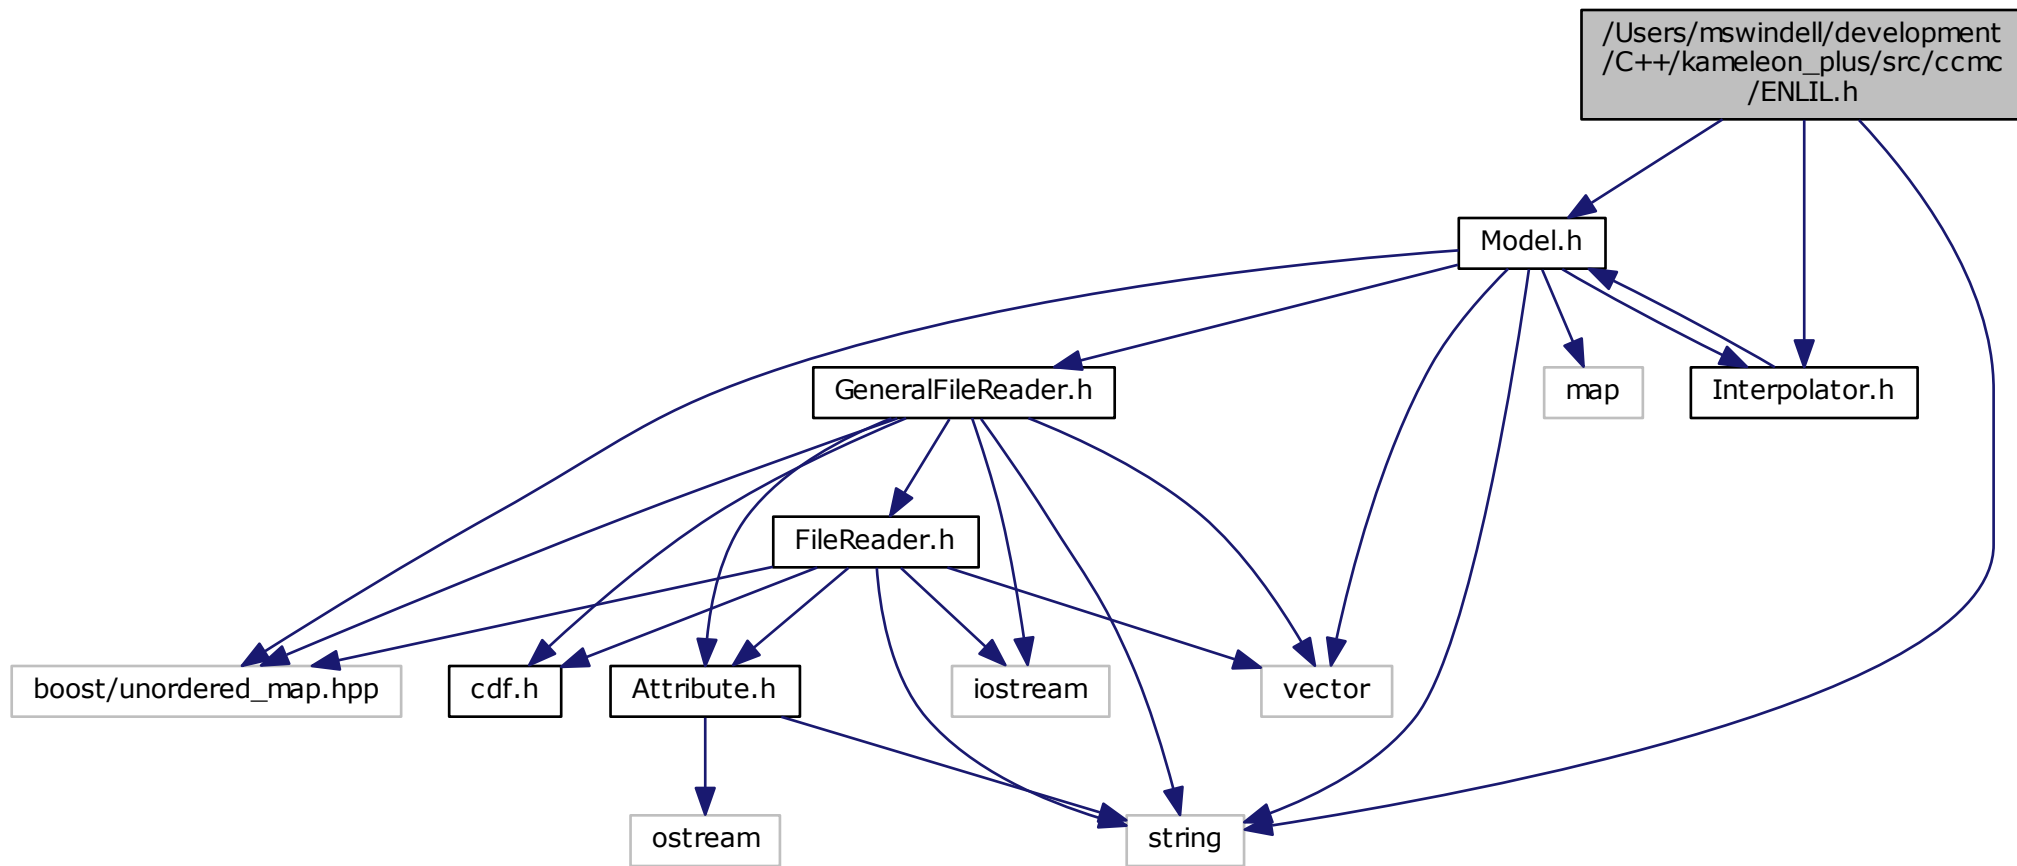 /Users/mswindell/development
/C++/kameleon_plus/src/ccmc
/ENLIL.h
Model.h
GeneralFileReader.h
map
Interpolator.h
FileReader.h
boost/unordered_map.hpp
cdf.h
Attribute.h
iostream
vector
ostream
string